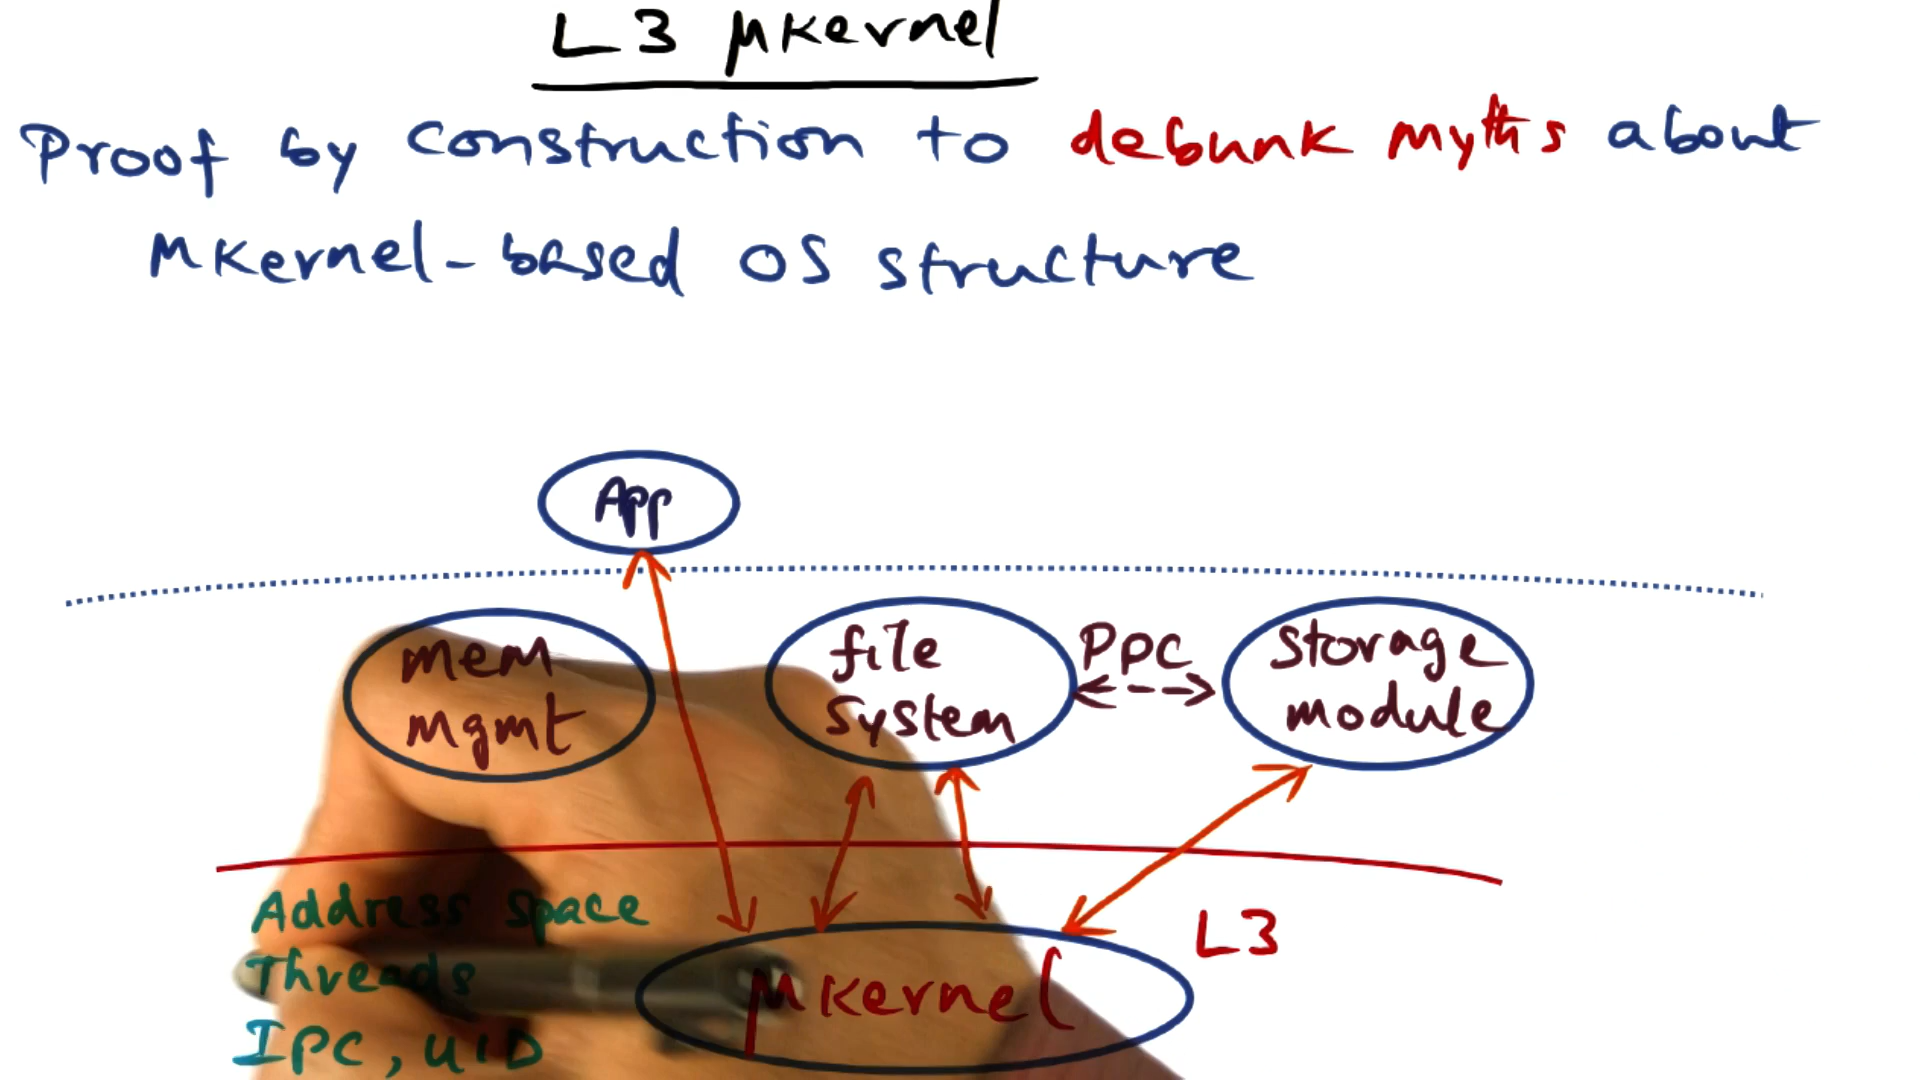 L3 μkernel
Proof by construction to debunk myths about
μkernel-based OS structure
App
mem
mgmt
file
system
PPC
storage
module
Address space
Threads
IPC, UID
L3
μkernel